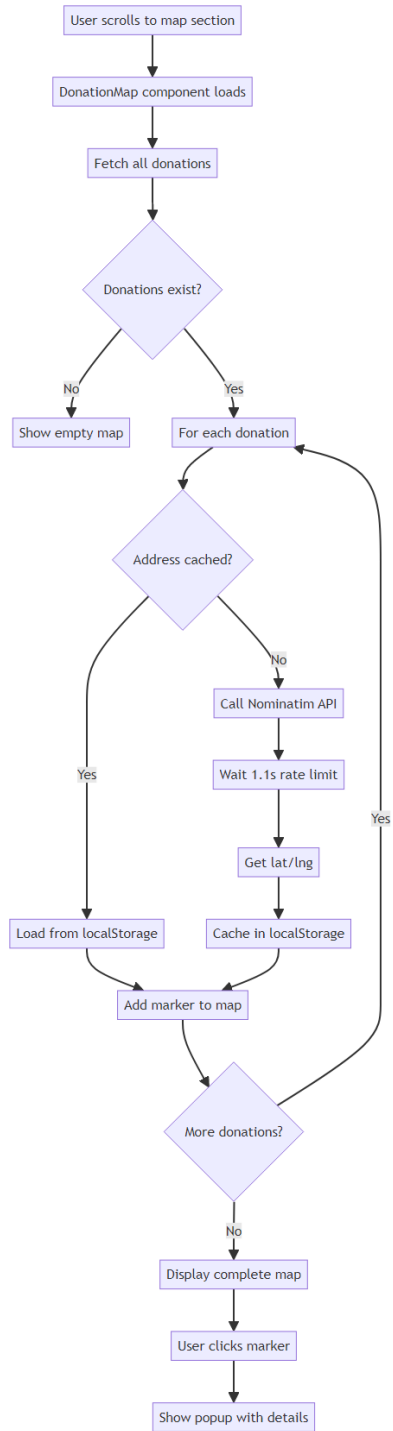 User scrolls to map section
DonationMap component loads
Fetch all donations
Donations exist?
No
Yes
Show empty map
For each donation
Address cached?
No
Call Nominatim API
Wait 1.1s rate limit
Yes
Yes
Get lat/lng
Load from localStorage
Cache in localStorage
Add marker to map
More donations?
No
Display complete map
User clicks marker
Show popup with details